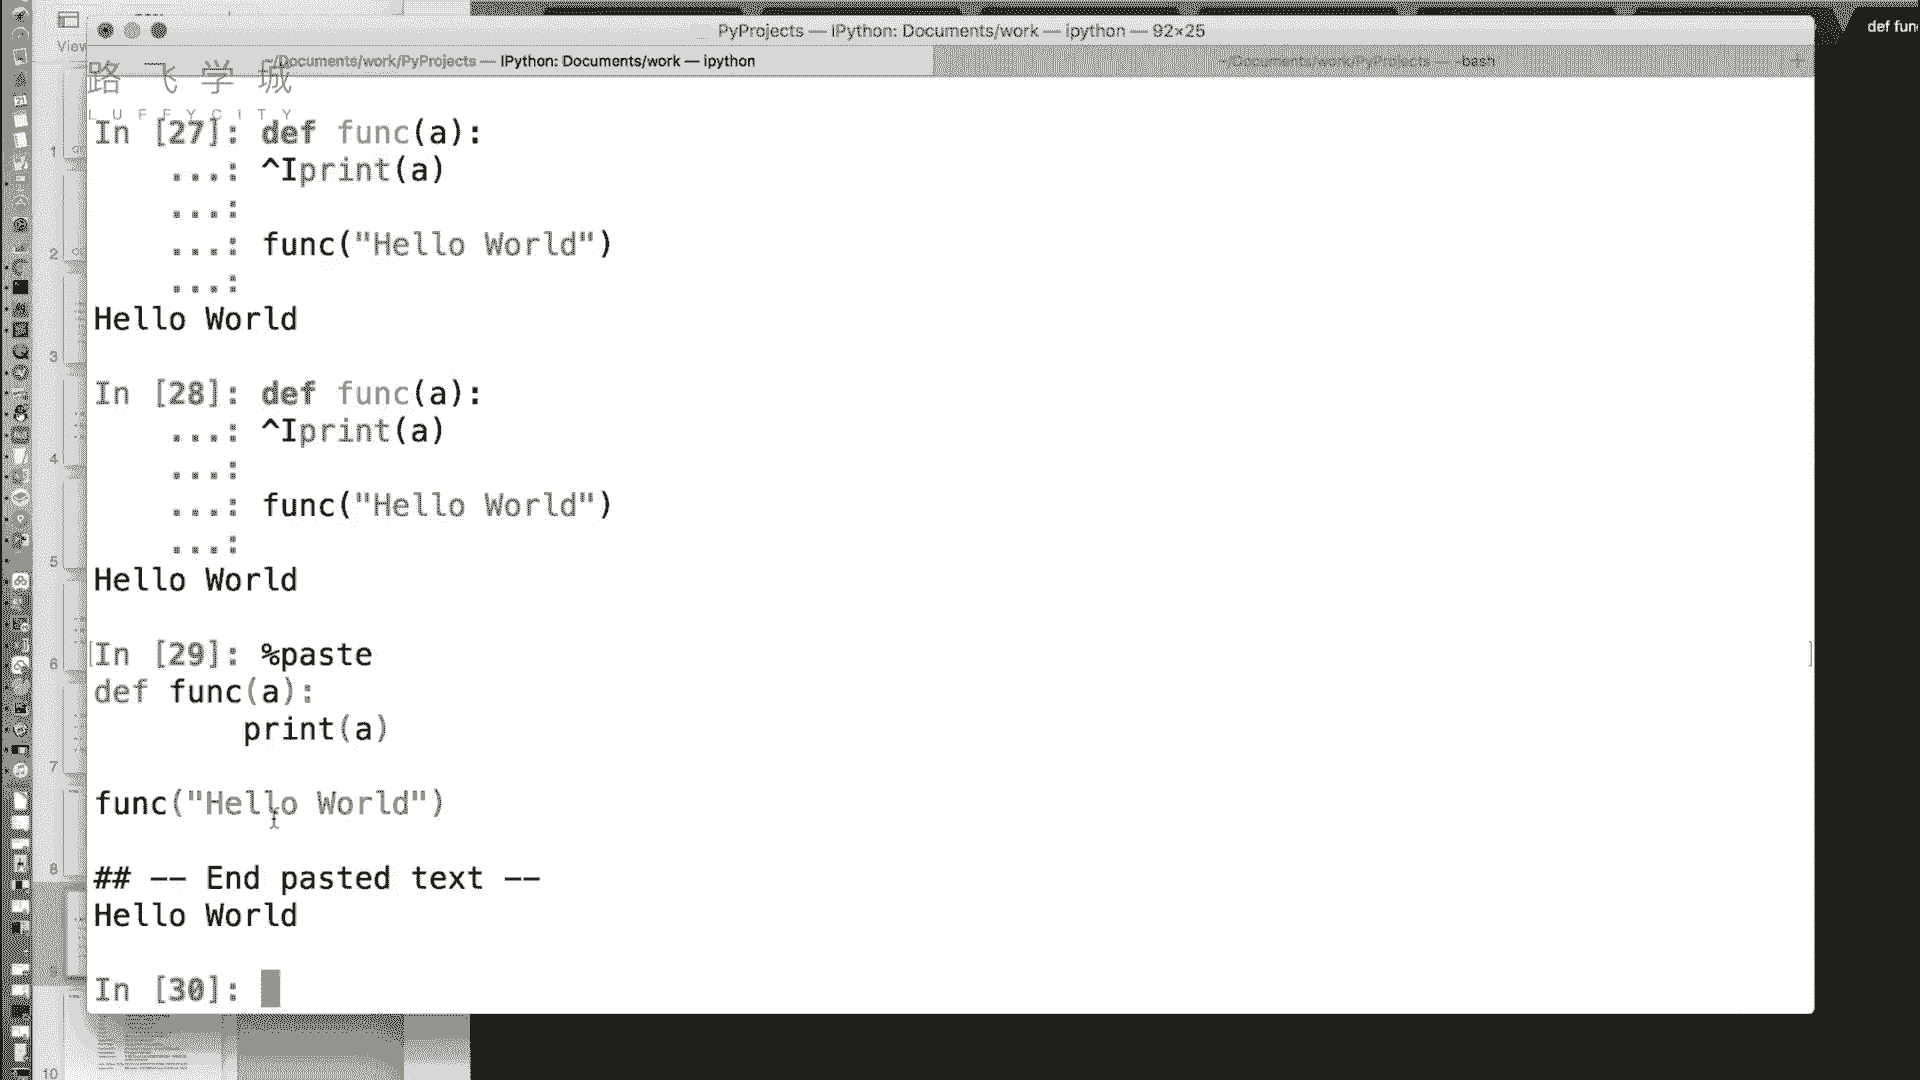 PyProjects — IPython: Documents/work — ipython — 92×25
def fun
View
~/Documents/work/PyProjects — IPython: Documents/work — ipython
~/Documents/work/PyProjects — -bash
+
路飞学城
LUFFYCITY
In [27]: def func(a):
...: ^Iprint(a)
...:
...: func("Hello World")
...:
Hello World
In [28]: def func(a):
...: ^Iprint(a)
...:
...: func("Hello World")
...:
Hello World
In [29]: %paste
def func(a):
print(a)
func("Hello World")
## -- End pasted text --
Hello World
In [30]:
1
2
3
4
5
6
7
8
9
10